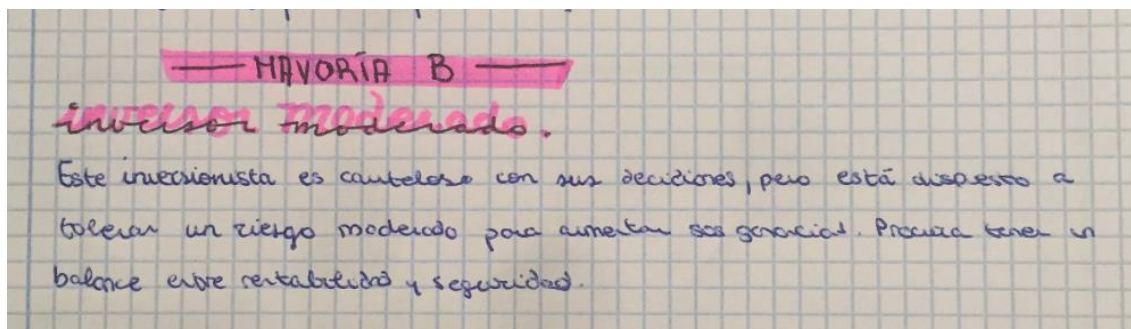 — MAYORÍA B —
inversor moderado.
Este inversionista es cauteloso con sus decisiones, pero está dispuesto a
tolerar un riesgo moderado para aumentar sus ganancias. Procura tener un
balance entre rentabilidad y seguridad.